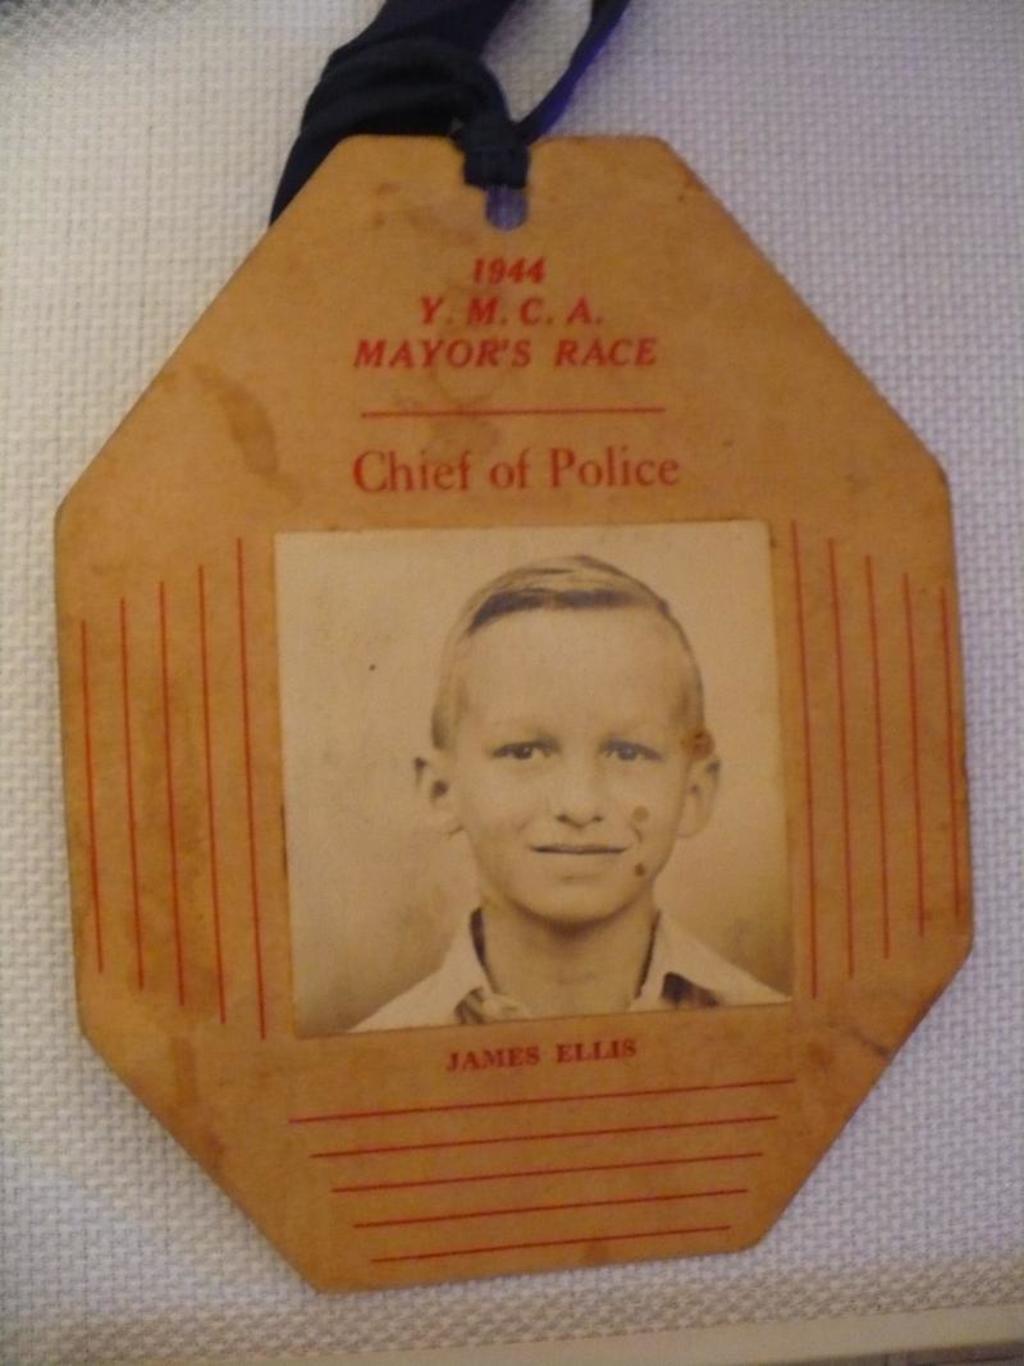 1944
Y. M. C. A.
MAYOR'S RACE
Chief of Police
JAMES ELLIS